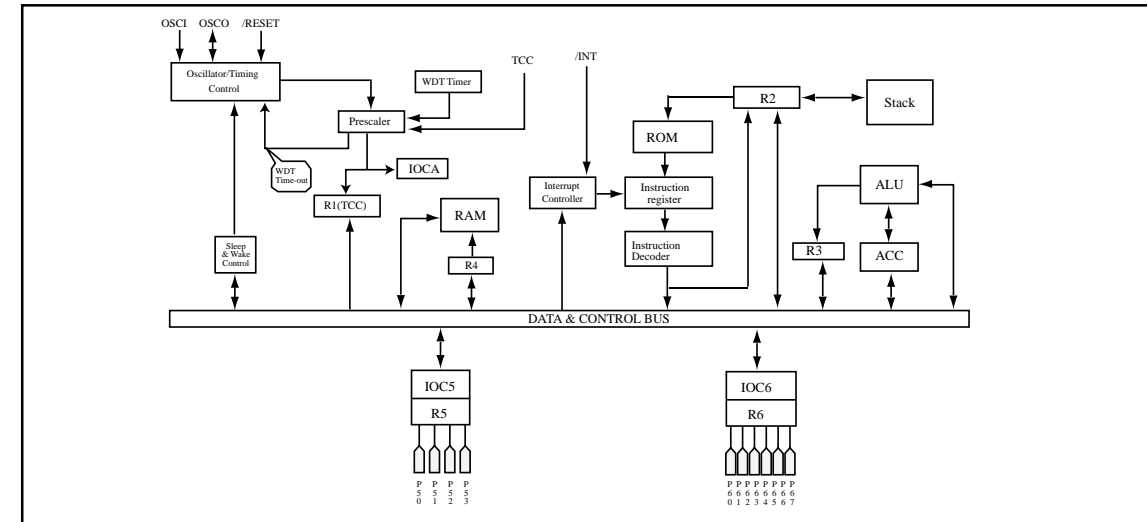 OSCI OSCO /RESET
TCC
/INT
Oscillator/Timing
Control
WDT Timer
Prescaler
R2
Stack
ROM
WDT
Time-out
IOCA
R1(TCC)
RAM
Interrupt
Controller
Instruction
register
ALU
Sleep
& Wake
Control
R4
Instruction
Decoder
R3
ACC
DATA & CONTROL BUS
IOC5
R5
IOC6
R6
P50
P51
P52
P53
P60
P61
P62
P63
P64
P65
P66
P67